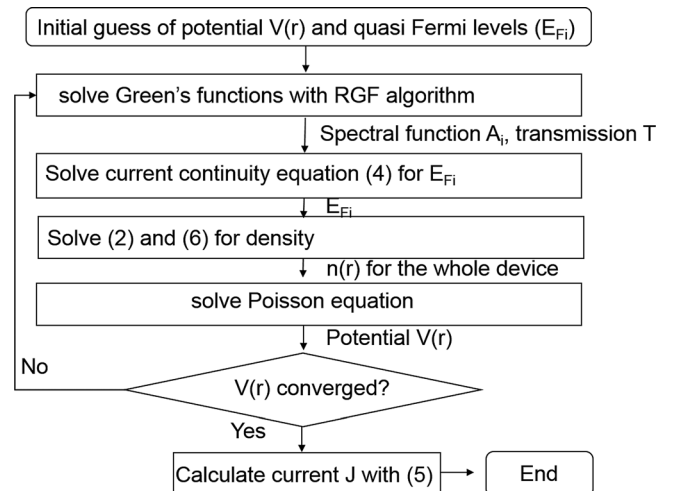 Initial guess of potential V(r) and quasi Fermi levels (E_Fi)
solve Green's functions with RGF algorithm
Spectral function A_i, transmission T
Solve current continuity equation (4) for E_Fi
E_Fi
Solve (2) and (6) for density
n(r) for the whole device
solve Poisson equation
Potential V(r)
No
V(r) converged?
Yes
Calculate current J with (5)
End